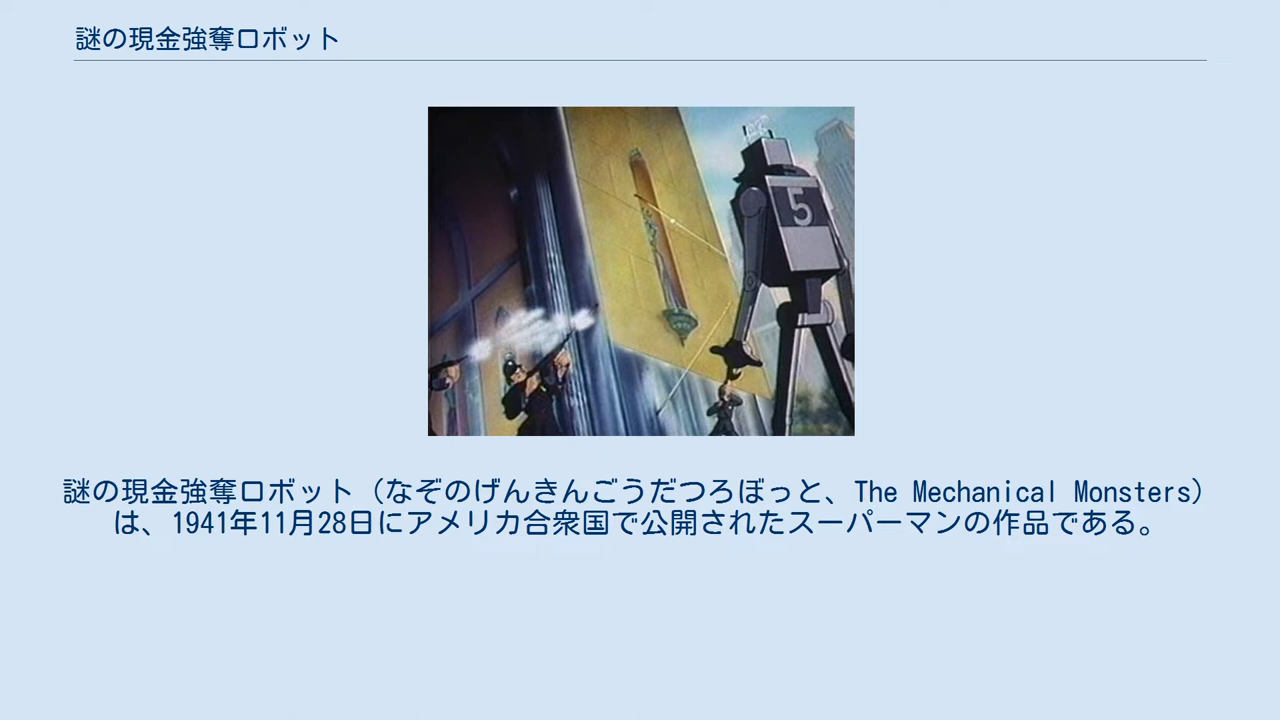 謎の現金強奪ロボット
5
謎の現金強奪ロボット（なぞのげんきんごうだつろぼっと、The Mechanical Monsters）
は、1941年11月28日にアメリカ合衆国で公開されたスーパーマンの作品である。